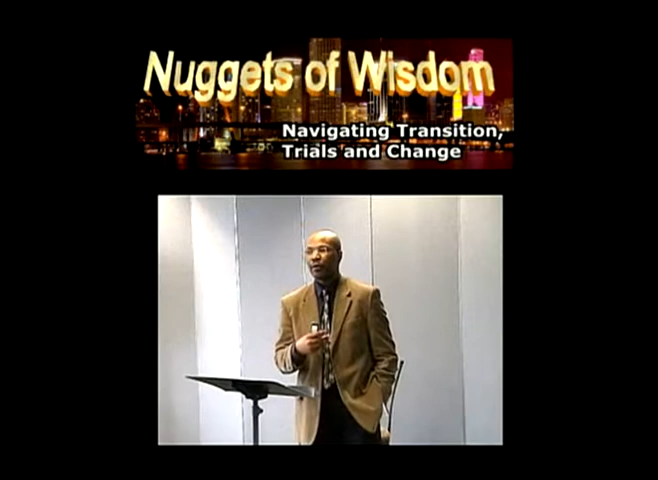 Nuggets of Wisdom
Navigating Transition,
Trials and Change